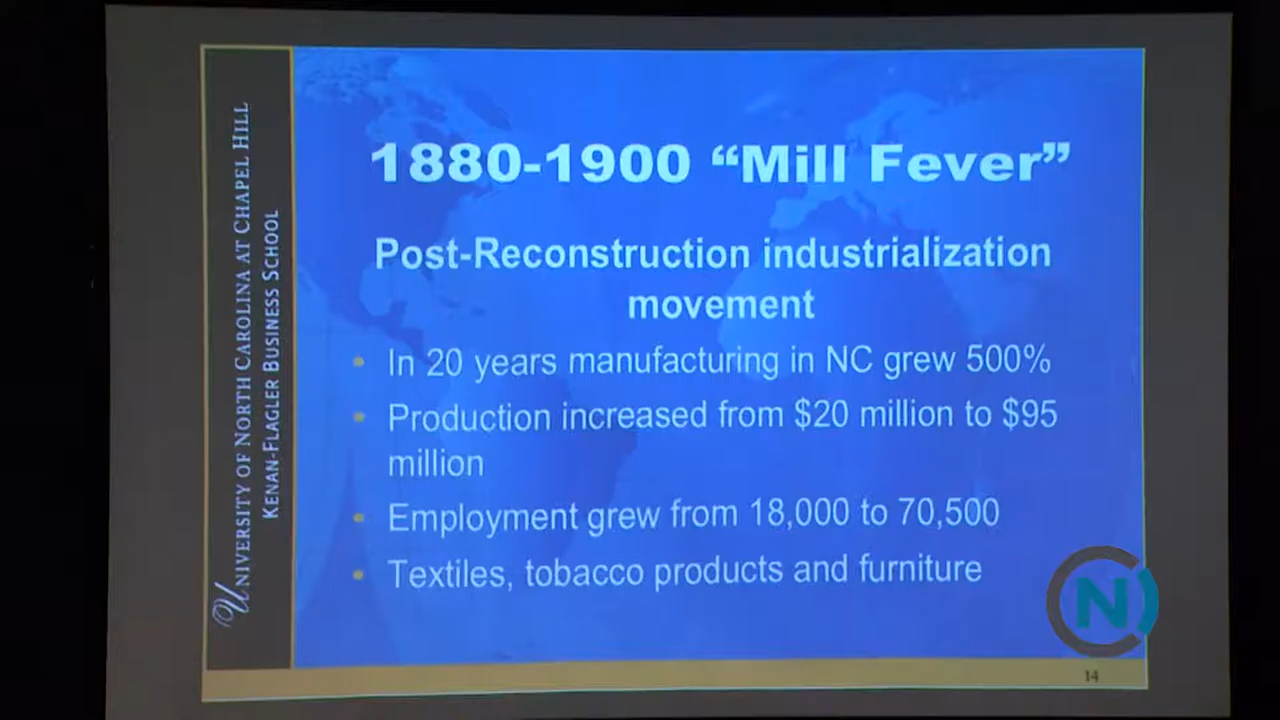 UNIVERSITY OF NORTH CAROLINA AT CHAPEL HILL
KENAN-FLAGLER BUSINESS SCHOOL
1880-1900 “Mill Fever”
Post-Reconstruction industrialization
movement
• In 20 years manufacturing in NC grew 500%
• Production increased from $20 million to $95
million
• Employment grew from 18,000 to 70,500
• Textiles, tobacco products and furniture
CN
14